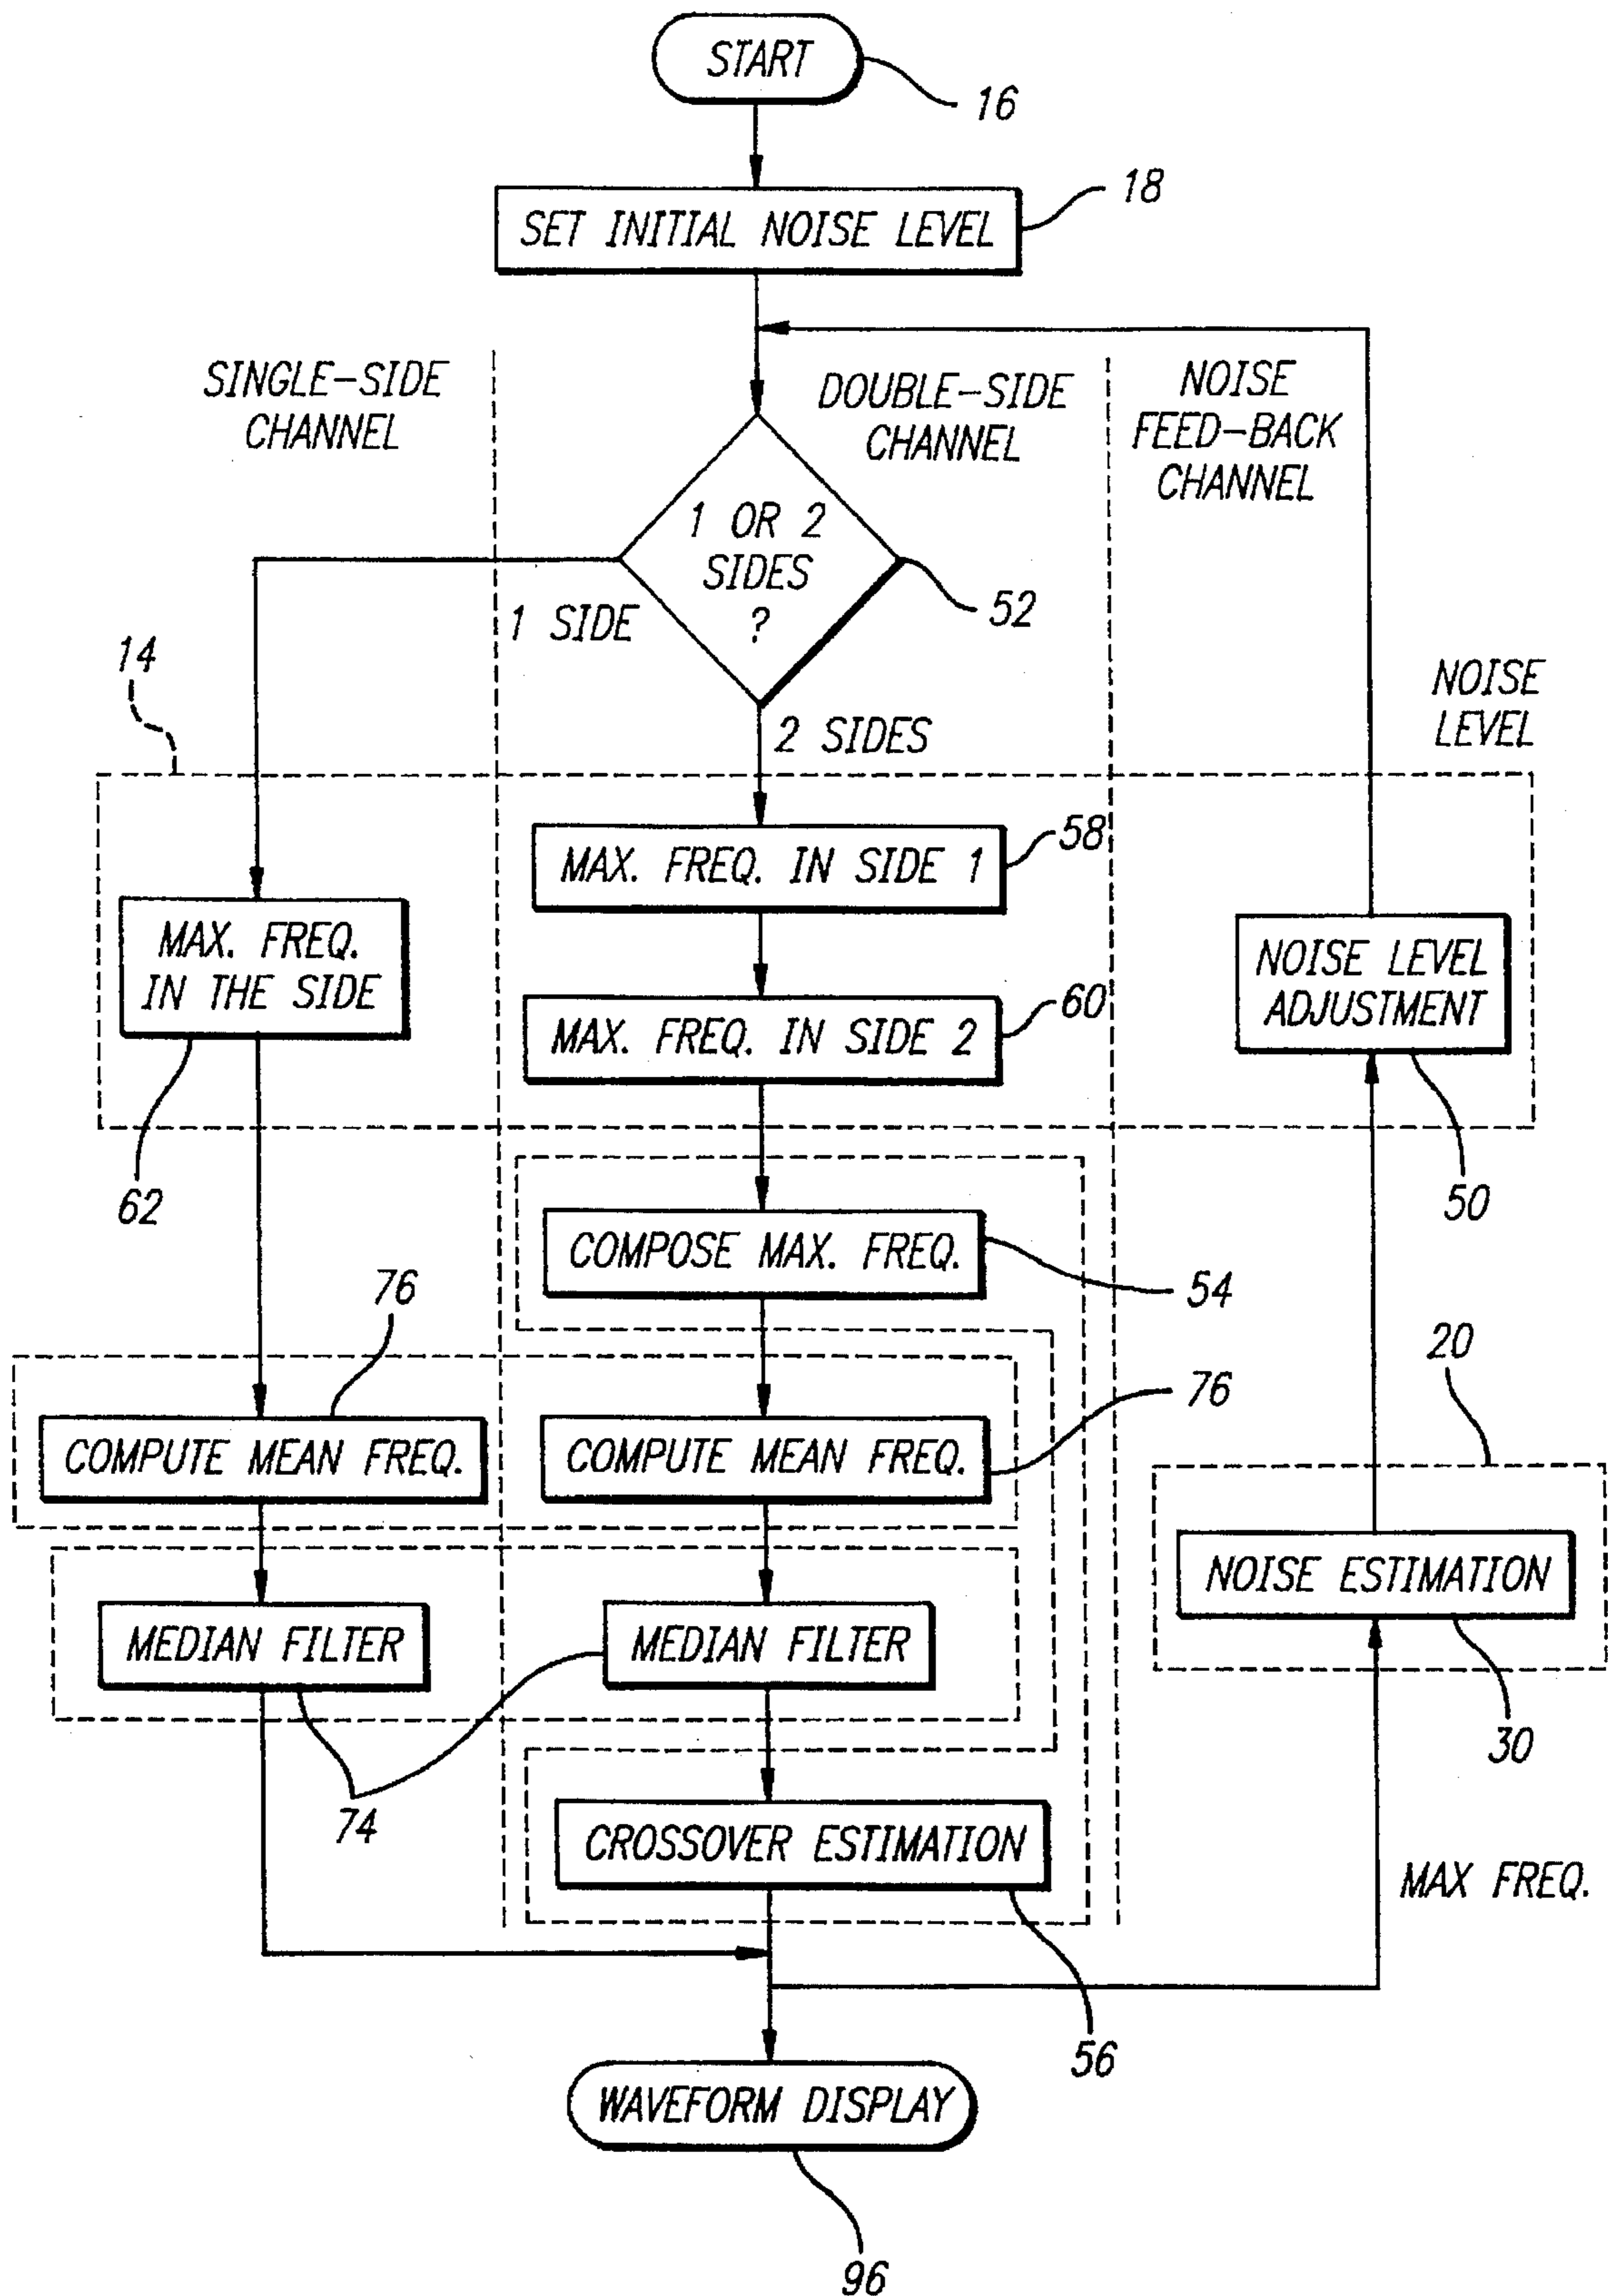 START
16
SET INITIAL NOISE LEVEL
18
SINGLE-SIDE
CHANNEL
DOUBLE-SIDE
CHANNEL
NOISE
FEED-BACK
CHANNEL
1 OR 2
SIDES
?
52
1 SIDE
14
2 SIDES
NOISE
LEVEL
MAX. FREQ. IN SIDE 1
58
MAX. FREQ.
IN THE SIDE
62
MAX. FREQ. IN SIDE 2
60
NOISE LEVEL
ADJUSTMENT
50
COMPOSE MAX. FREQ.
54
76
COMPUTE MEAN FREQ.
COMPUTE MEAN FREQ.
76
20
NOISE ESTIMATION
30
MEDIAN FILTER
MEDIAN FILTER
74
CROSSOVER ESTIMATION
56
MAX FREQ.
WAVEFORM DISPLAY
96